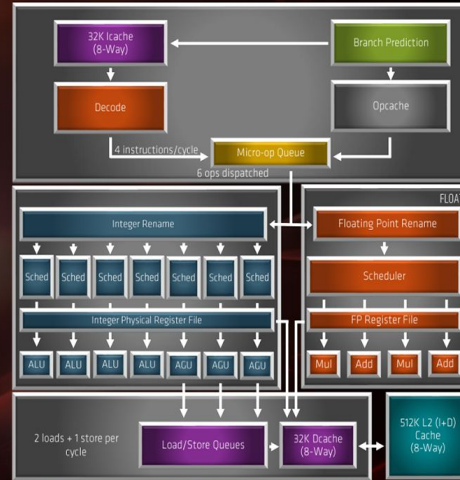 32K Icache
(8-Way)
Branch Prediction
Decode
Opcache
4 instructions/cycle
Micro-op Queue
6 ops dispatched
FLOAT
Integer Rename
Floating Point Rename
Sched
Sched
Sched
Sched
Sched
Sched
Sched
Scheduler
Integer Physical Register File
FP Register File
ALU
ALU
ALU
ALU
AGU
AGU
AGU
Mul
Add
Mul
Add
2 loads + 1 store per
cycle
Load/Store Queues
32K Dcache
(8-Way)
512K L2 (I+D)
Cache
(8-Way)